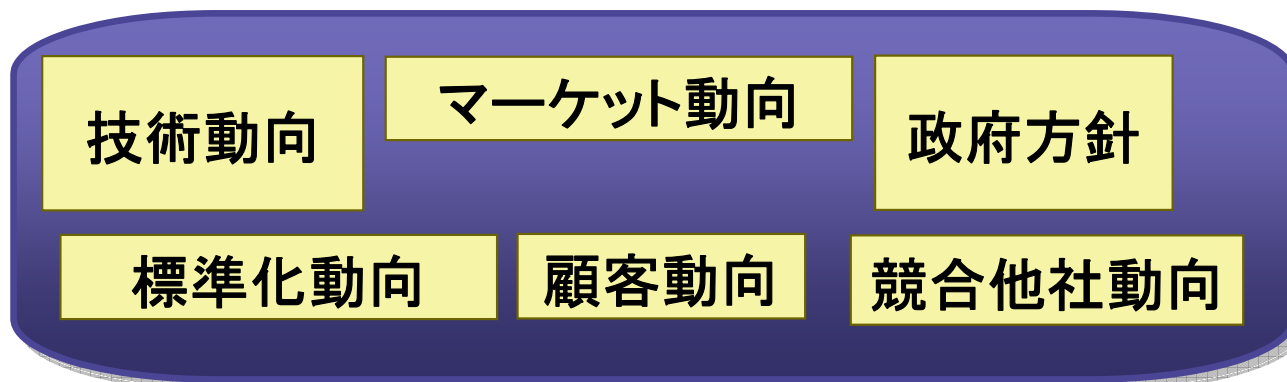 技術動向
マーケット動向
政府方針
標準化動向
顧客動向
競合他社動向